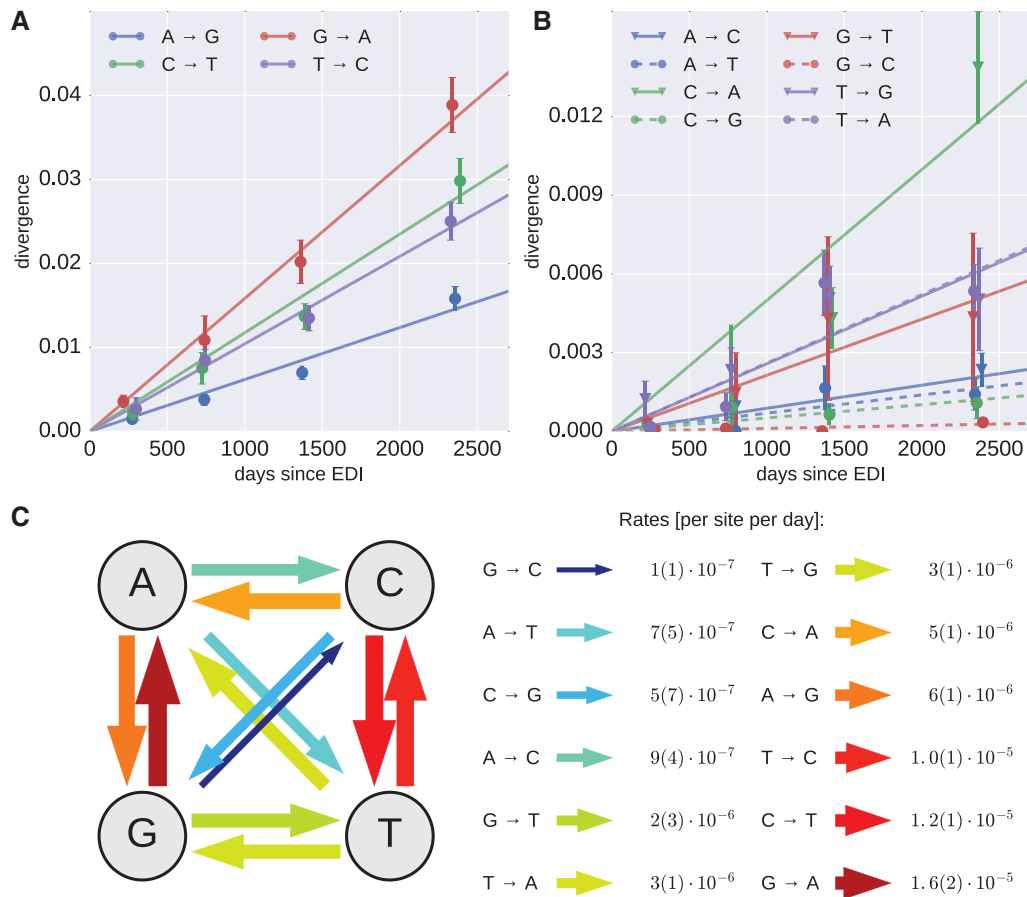 A
A → G
G → A
C → T
T → C
0.04
0.03
0.02
0.01
0.00
divergence
0 500 1000 1500 2000 2500
days since EDI
B
A → C
G → T
A → T
G → C
C → A
T → G
C → G
T → A
0.012
0.009
0.006
0.003
0.000
divergence
0 500 1000 1500 2000 2500
days since EDI
C
A
C
G
T
Rates [per site per day]:
G → C 1(1) · 10⁻⁷ T → G 3(1) · 10⁻⁶
A → T 7(5) · 10⁻⁷ C → A 5(1) · 10⁻⁶
C → G 5(7) · 10⁻⁷ A → G 6(1) · 10⁻⁶
A → C 9(4) · 10⁻⁷ T → C 1.0(1) · 10⁻⁵
G → T 2(3) · 10⁻⁶ C → T 1.2(1) · 10⁻⁵
T → A 3(1) · 10⁻⁶ G → A 1.6(2) · 10⁻⁵